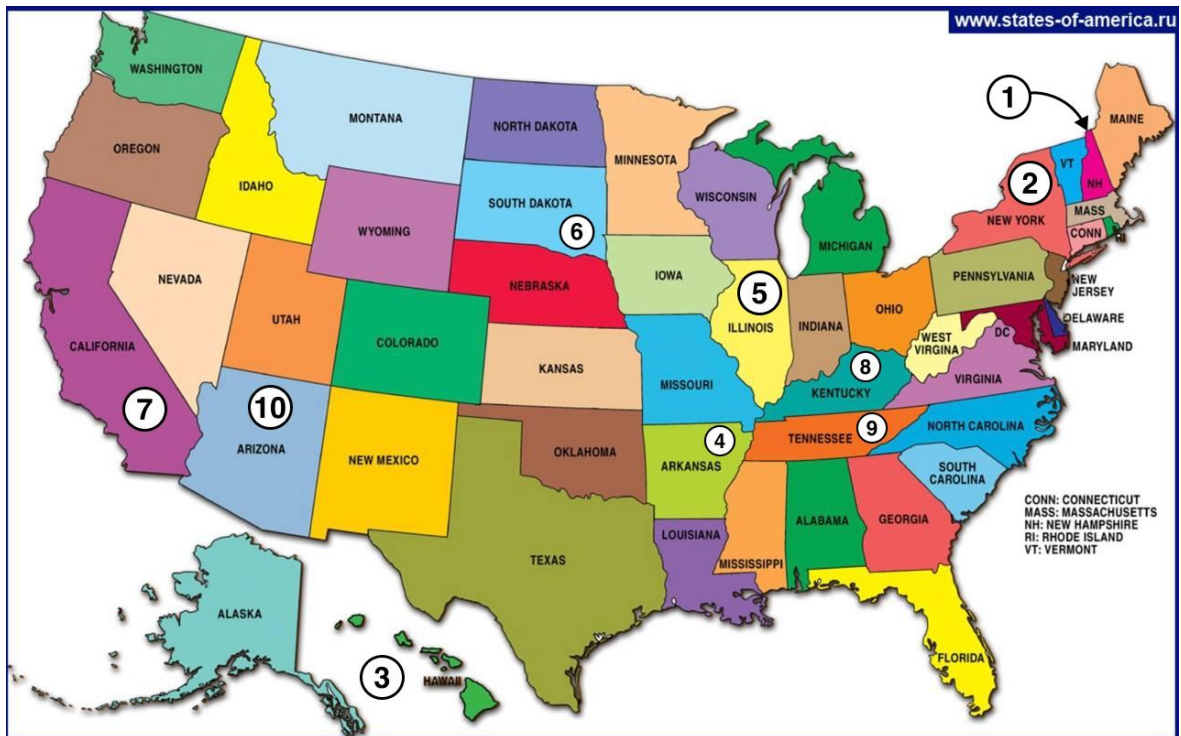 www.states-of-america.ru
WASHINGTON
MONTANA
NORTH DAKOTA
MINNESOTA
1
MAINE
OREGON
IDAHO
SOUTH DAKOTA
6
WISCONSIN
MICHIGAN
VT
NH
2
NEW YORK
MASS
CONN
RI
WYOMING
NEVADA
UTAH
NEBRASKA
IOWA
5
ILLINOIS
INDIANA
OHIO
PENNSYLVANIA
NEW
JERSEY
DELAWARE
MARYLAND
DC
WEST
VIRGINA
VIRGINIA
CALIFORNIA
7
COLORADO
KANSAS
MISSOURI
8
KENTUCKY
10
ARIZONA
NEW MEXICO
OKLAHOMA
4
ARKANSAS
TENNESSEE
9
NORTH CAROLINA
SOUTH
CAROLINA
TEXAS
LOUISIANA
MISSISSIPPI
ALABAMA
GEORGIA
FLORIDA
ALASKA
3
HAWAII
CONN: CONNECTICUT
MASS: MASSACHUSETTS
NH: NEW HAMPSHIRE
RI: RHODE ISLAND
VT: VERMONT